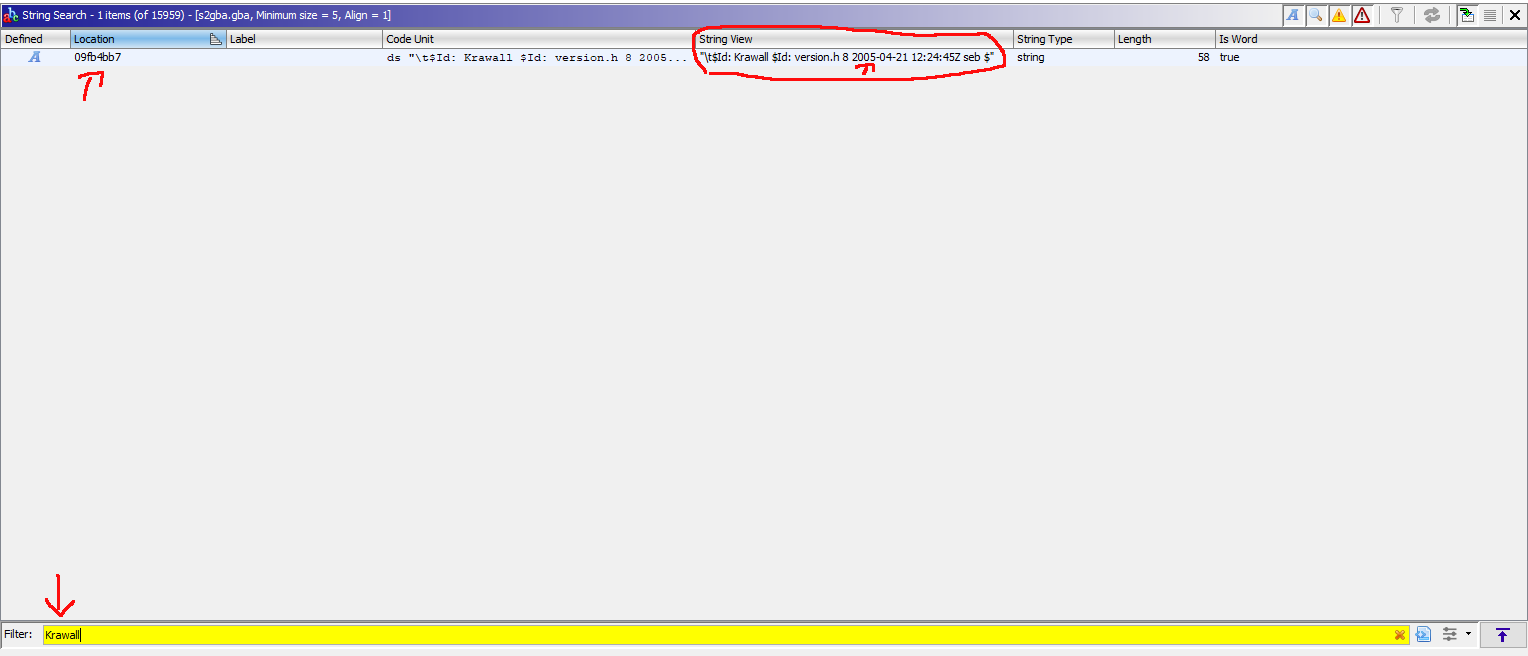 String Search - 1 items (of 15959) - [s2gba.gba, Minimum size = 5, Align = 1]
Defined Location Label Code Unit String View String Type Length Is Word
A 09fb4bb7 ds "\t$Id: Krawall $Id: version.h 8 2005... "\t$Id: Krawall $Id: version.h 8 2005-04-21 12:24:45Z seb $" string 58 true
Filter: Krawall